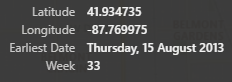 Latitude 41.934735
Longitude -87.769975
Earliest Date Thursday, 15 August 2013
Week 33